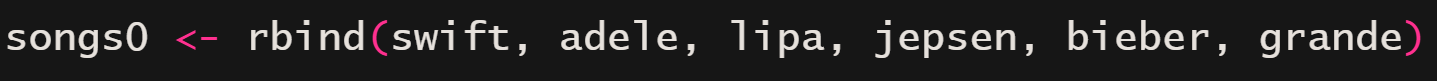 songs0 <- rbind(swift, adele, lipa, jepsen, bieber, grande)